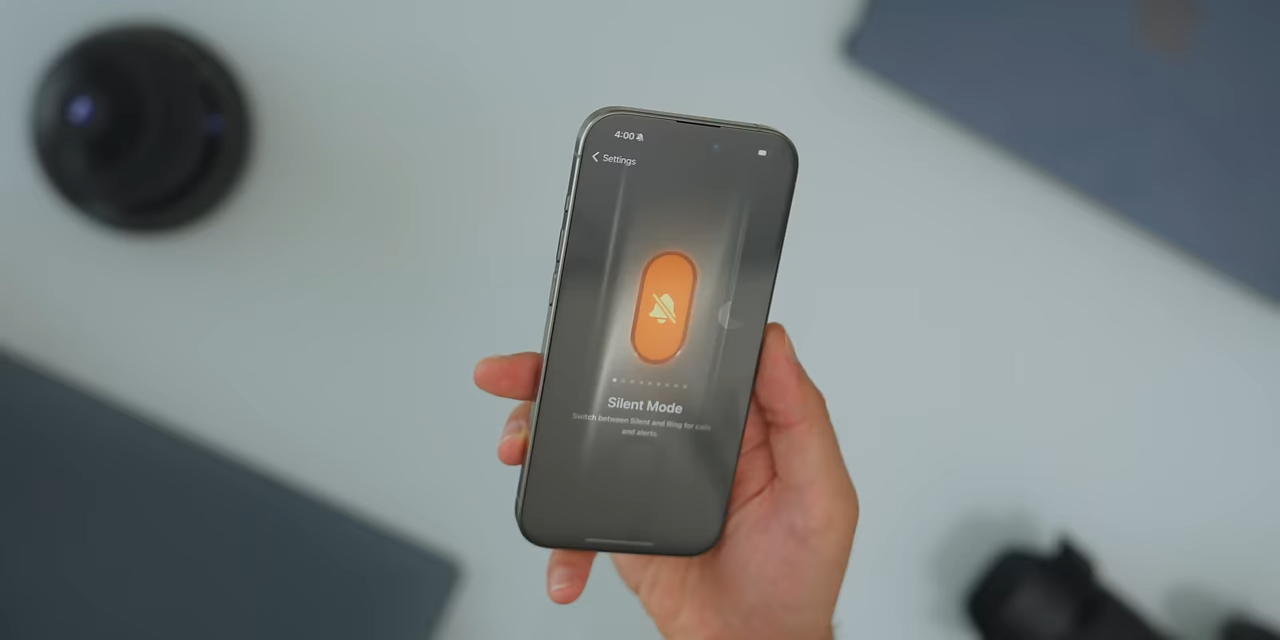 4:00
Settings
Silent Mode
Switch between Silent and Ring for calls
and alerts.